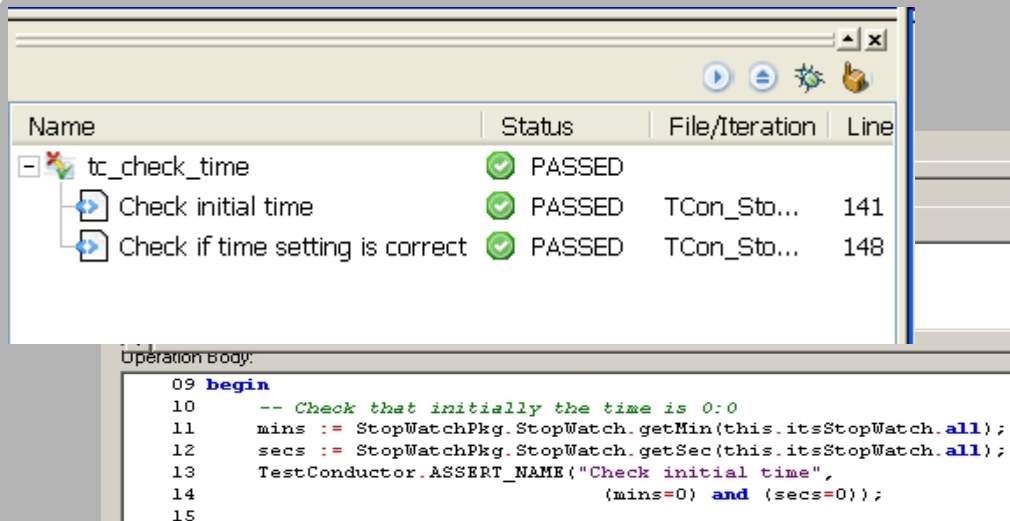 Name Status File/Iteration Line
tc_check_time PASSED
Check initial time PASSED TCon_Sto... 141
Check if time setting is correct PASSED TCon_Sto... 148
Operation Body:
09 begin
10 -- Check that initially the time is 0:0
11 mins := StopWatchPkg.StopWatch.getMin(this.itsStopWatch.all);
12 secs := StopWatchPkg.StopWatch.getSec(this.itsStopWatch.all);
13 TestConductor.ASSERT_NAME("Check initial time",
14 (mins=0) and (secs=0));
15